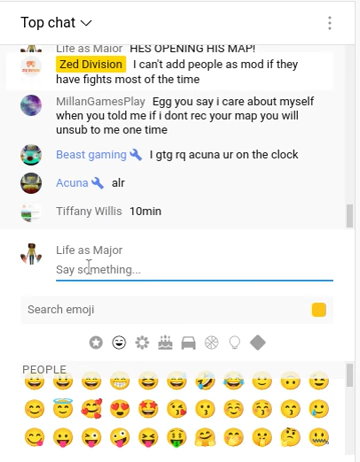 Top chat
Life as Major HES OPENING HIS MAP!
Zed Division I can't add people as mod if they
have fights most of the time
MillanGamesPlay Egg you say i care about myself
when you told me if i dont rec your map you will
unsub to me one time
Beast gaming I gtg rq acuna ur on the clock
Acuna alr
Tiffany Willis 10min
Life as Major
Say something...
Search emoji
PEOPLE